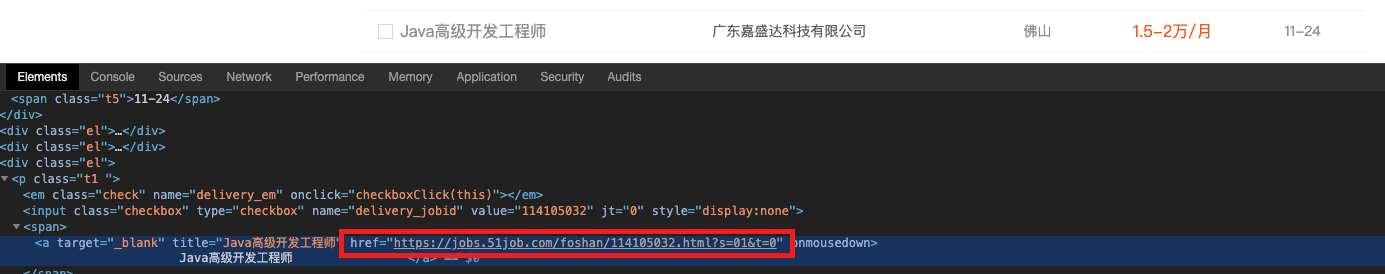 Java高级开发工程师 广东嘉盛达科技有限公司 佛山 1.5-2万/月 11-24
Elements Console Sources Network Performance Memory Application Security Audits
<span class="t5">11-24</span>
</div>
<div class="el">…</div>
<div class="el">…</div>
<div class="el">
<p class="t1 ">
<em class="check" name="delivery_em" onclick="checkboxClick(this)"></em>
<input class="checkbox" type="checkbox" name="delivery_jobid" value="114105032" jt="0" style="display:none">
<span>
<a target="_blank" title="Java高级开发工程师" href="https://jobs.51job.com/foshan/114105032.html?s=01&t=0" onmousedown>
Java高级开发工程师 </a> == $0
</span>